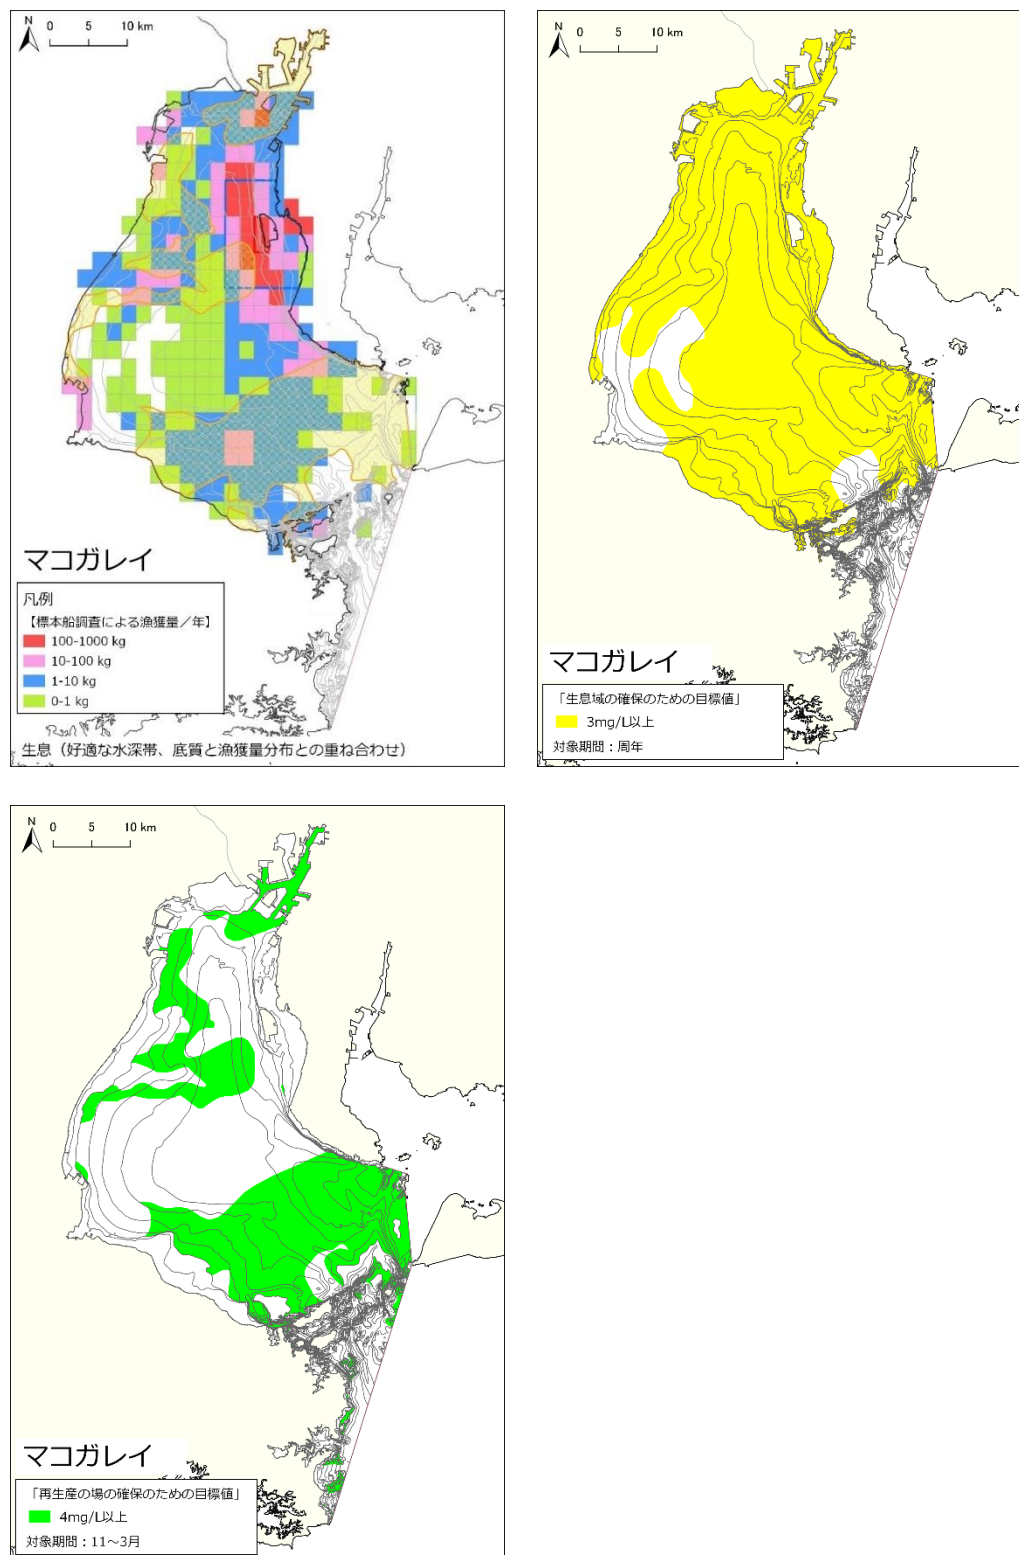 N
0 5 10 km
マコガレイ
凡例
【標本船調査による漁獲量／年】
100-1000 kg
10-100 kg
1-10 kg
0-1 kg
生息（好適な水深帯、底質と漁獲量分布との重ね合わせ）
N
0 5 10 km
マコガレイ
「生息域の確保のための目標値」
3mg/L以上
対象期間：周年
N
0 5 10 km
マコガレイ
「再生産の場の確保のための目標値」
4mg/L以上
対象期間：11～3月